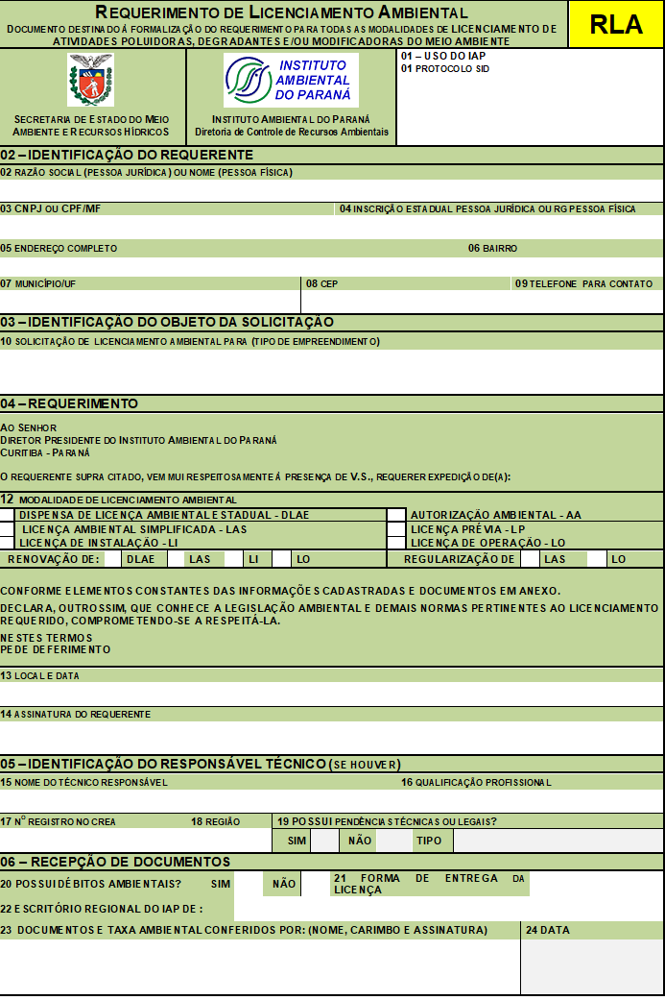 REQUERIMENTO DE LICENCIAMENTO AMBIENTAL
DOCUMENTO DESTINADO Á FORMALIZAÇÃO DO REQUERIMENTO PARA TODAS AS MODALIDADES DE LICENCIAMENTO DE
ATIVIDADES POLUIDORAS, DEGRADANTES E/OU MODIFICADORAS DO MEIO AMBIENTE
RLA
01 – USO DO IAP
01 PROTOCOLO SID
INSTITUTO
AMBIENTAL
DO PARANÁ
SECRETARIA DE ESTADO DO MEIO
AMBIENTE E RECURSOS HÍDRICOS
INSTITUTO AMBIENTAL DO PARANÁ
Diretoria de Controle de Recursos Ambientais
02 – IDENTIFICAÇÃO DO REQUERENTE
02 RAZÃO SOCIAL (PESSOA JURÍDICA) OU NOME (PESSOA FÍSICA)
03 CNPJ OU CPF/MF
04 INSCRIÇÃO ESTADUAL PESSOA JURÍDICA OU RG PESSOA FÍSICA
05 ENDEREÇO COMPLETO
06 BAIRRO
07 MUNICÍPIO/UF
08 CEP
09 TELEFONE PARA CONTATO
03 – IDENTIFICAÇÃO DO OBJETO DA SOLICITAÇÃO
10 SOLICITAÇÃO DE LICENCIAMENTO AMBIENTAL PARA (TIPO DE EMPREENDIMENTO)
04 – REQUERIMENTO
AO SENHOR
DIRETOR PRESIDENTE DO INSTITUTO AMBIENTAL DO PARANÁ
CURITIBA - PARANÁ
O REQUERENTE SUPRA CITADO, VEM MUI RESPEITOSAMENTE Á PRESENÇA DE V.S., REQUERER EXPEDIÇÃO DE(A):
12 MODALIDADE DE LICENCIAMENTO AMBIENTAL
DISPENSA DE LICENÇA AMBIENTAL ESTADUAL - DLAE
AUTORIZAÇÃO AMBIENTAL - AA
LICENÇA AMBIENTAL SIMPLIFICADA - LAS
LICENÇA PRÉVIA - LP
LICENÇA DE INSTALAÇÃO - LI
LICENÇA DE OPERAÇÃO - LO
RENOVAÇÃO DE: DLAE LAS LI LO
REGULARIZAÇÃO DE LAS LO
CONFORME ELEMENTOS CONSTANTES DAS INFORMAÇÕES CADASTRADAS E DOCUMENTOS EM ANEXO.
DECLARA, OUTROSSIM, QUE CONHECE A LEGISLAÇÃO AMBIENTAL E DEMAIS NORMAS PERTINENTES AO LICENCIAMENTO
REQUERIDO, COMPROMETENDO-SE A RESPEITÁ-LA.
NESTES TERMOS
PEDE DEFERIMENTO
13 LOCAL E DATA
14 ASSINATURA DO REQUERENTE
05 – IDENTIFICAÇÃO DO RESPONSÁVEL TÉCNICO (SE HOUVER)
15 NOME DO TÉCNICO RESPONSÁVEL
16 QUALIFICAÇÃO PROFISSIONAL
17 Nº REGISTRO NO CREA
18 REGIÃO
19 POSSUI PENDÊNCIAS TÉCNICAS OU LEGAIS?
SIM NÃO TIPO
06 – RECEPÇÃO DE DOCUMENTOS
20 POSSUI DÉBITOS AMBIENTAIS? SIM NÃO
21 FORMA DE ENTREGA DA
LICENÇA
22 ESCRITÓRIO REGIONAL DO IAP DE :
23 DOCUMENTOS E TAXA AMBIENTAL CONFERIDOS POR: (NOME, CARIMBO E ASSINATURA)
24 DATA